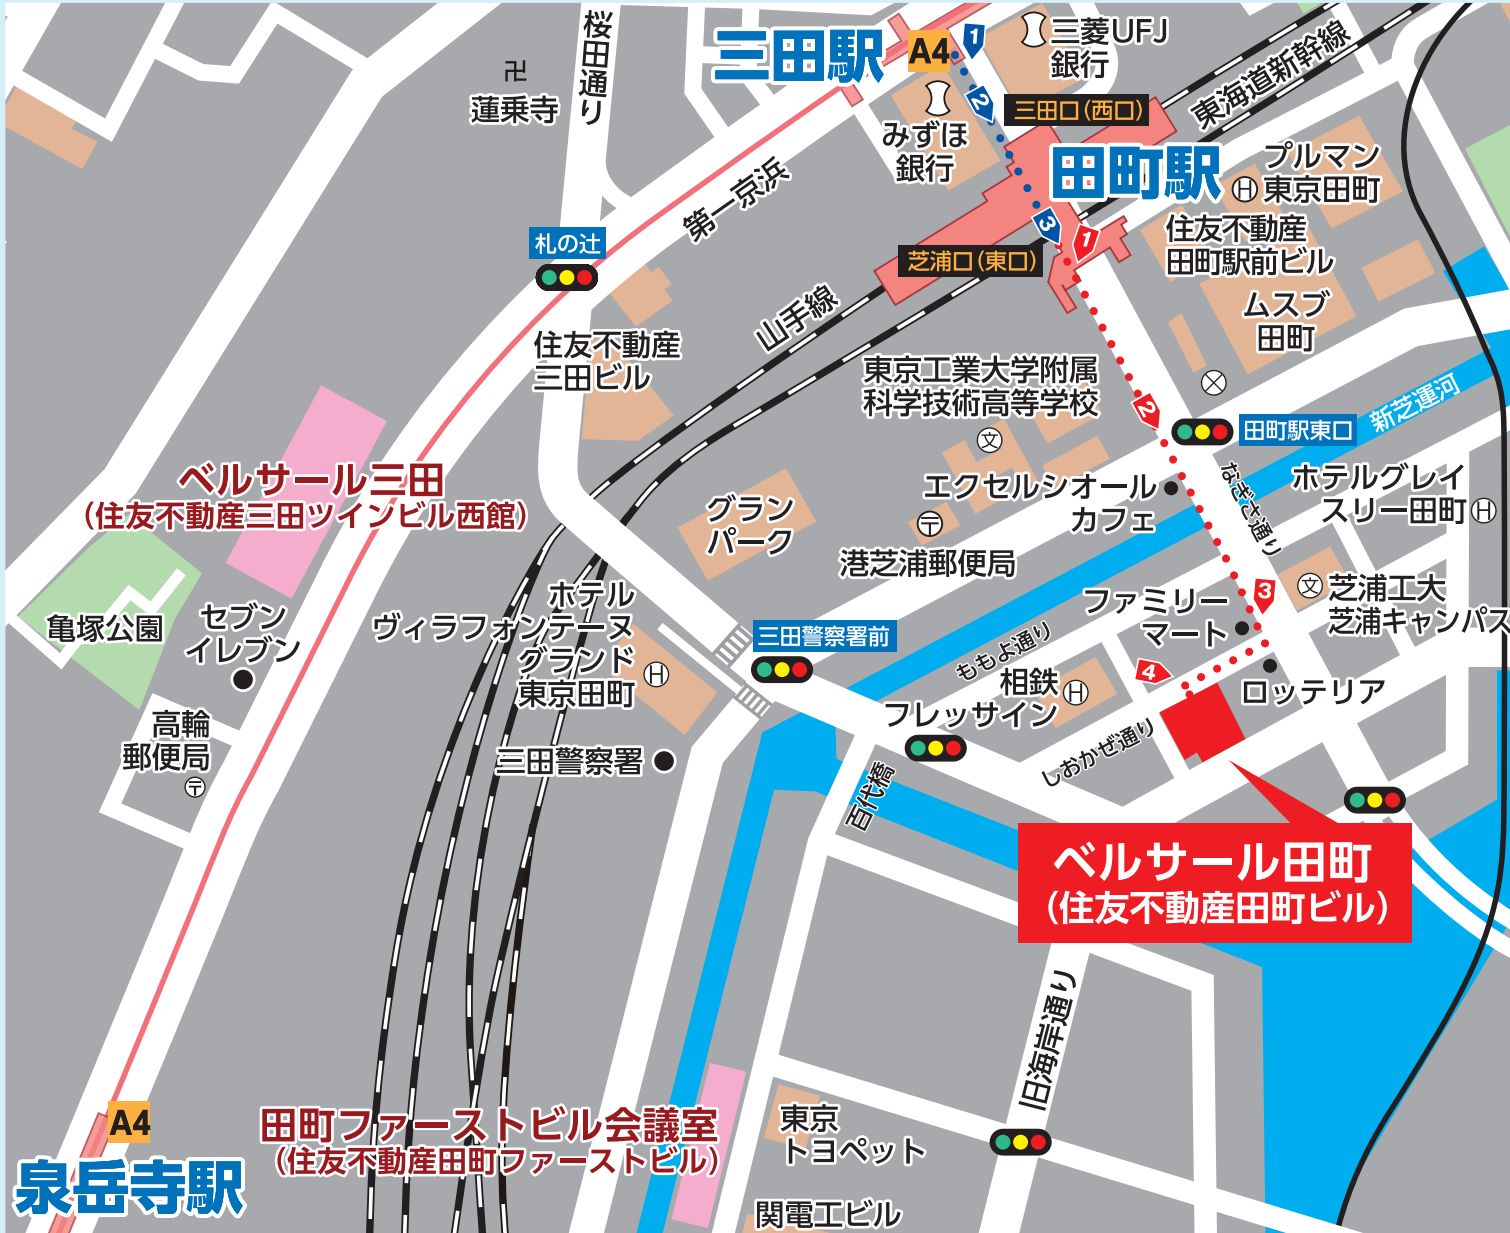 桜田通り
三田駅
A4
1
三菱UFJ
銀行
東海道新幹線
卍
蓮乗寺
2
三田口（西口）
みずほ
銀行
田町駅
プルマン
東京田町
H
第一京浜
札の辻
3
1
芝浦口（東口）
住友不動産
田町駅前ビル
ムスブ
田町
山手線
住友不動産
三田ビル
東京工業大学附属
科学技術高等学校
文
2
田町駅東口
新芝運河
ベルサール三田
（住友不動産三田ツインビル西館）
グラン
パーク
エクセルシオール
カフェ
なぎさ通り
ホテルグレイ
スリー田町
H
〒
港芝浦郵便局
亀塚公園
セブン
イレブン
ホテル
ヴィラフォンテーヌ
グランド
東京田町
H
三田警察署前
ファミリー
マート
3
文
芝浦工大
芝浦キャンパス
ももよ通り
相鉄
フレッサイン
H
4
ロッテリア
高輪
郵便局
〒
三田警察署
しおかぜ通り
百代橋
ベルサール田町
（住友不動産田町ビル）
旧海岸通り
A4
泉岳寺駅
田町ファーストビル会議室
（住友不動産田町ファーストビル）
東京
トヨペット
関電工ビル